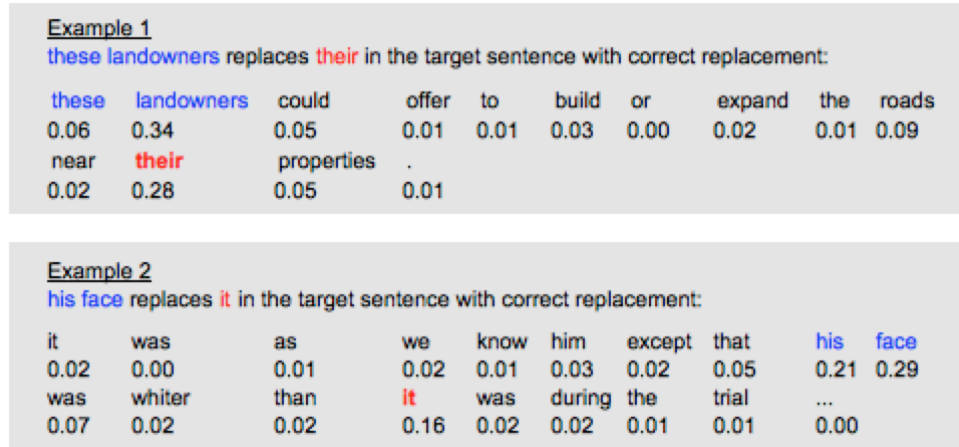 Example 1
these landowners replaces their in the target sentence with correct replacement:
these landowners could offer to build or expand the roads
0.06 0.34 0.05 0.01 0.01 0.03 0.00 0.02 0.01 0.09
near their properties .
0.02 0.28 0.05 0.01
Example 2
his face replaces it in the target sentence with correct replacement:
it was as we know him except that his face
0.02 0.00 0.01 0.02 0.01 0.03 0.02 0.05 0.21 0.29
was whiter than it was during the trial ...
0.07 0.02 0.02 0.16 0.02 0.02 0.01 0.01 0.00